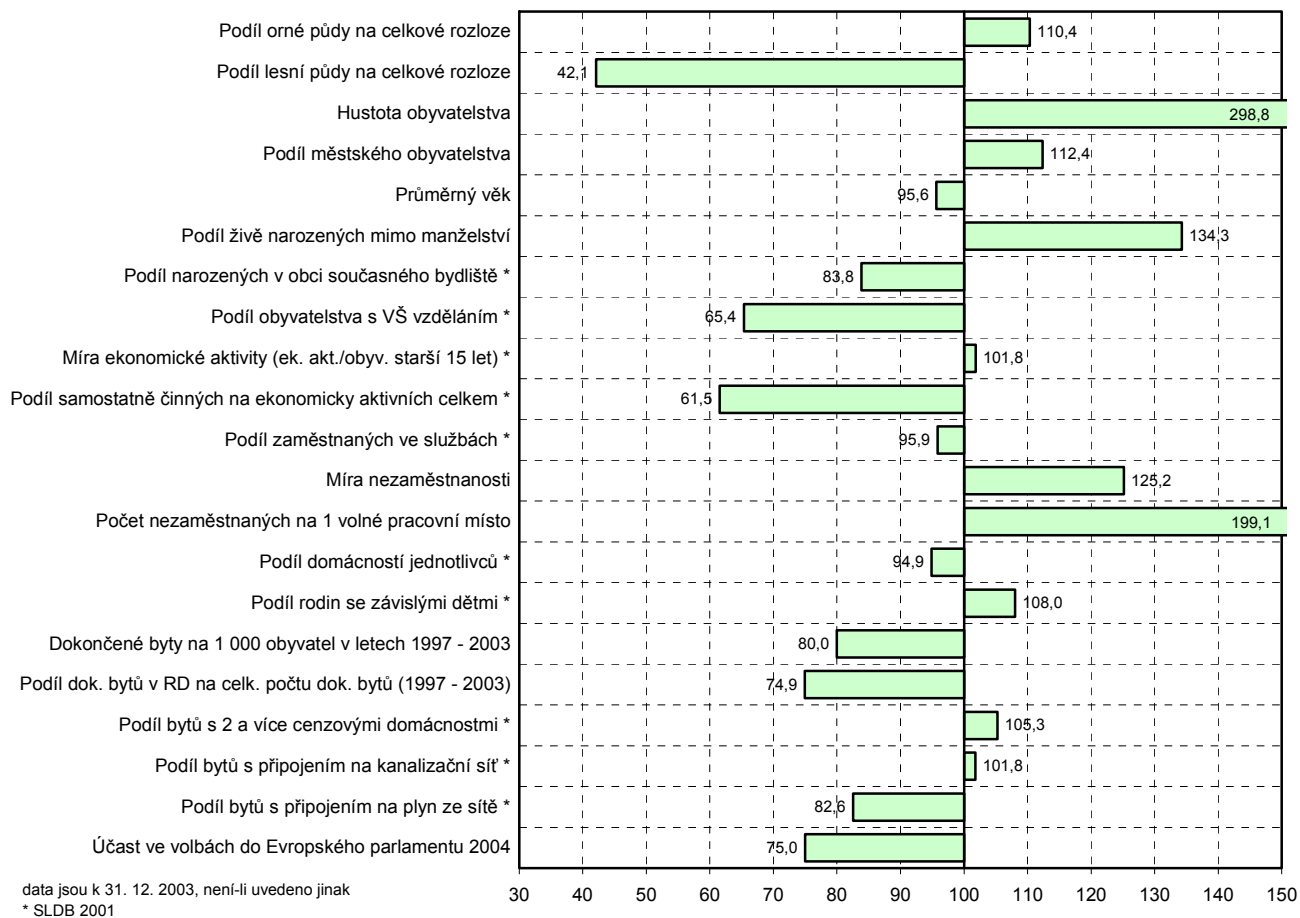 Podíl orné půdy na celkové rozloze 110,4
Podíl lesní půdy na celkové rozloze 42,1
Hustota obyvatelstva 298,8
Podíl městského obyvatelstva 112,4
Průměrný věk 95,6
Podíl živě narozených mimo manželství 134,3
Podíl narozených v obci současného bydliště * 83,8
Podíl obyvatelstva s VŠ vzděláním * 65,4
Míra ekonomické aktivity (ek. akt./obyv. starší 15 let) * 101,8
Podíl samostatně činných na ekonomicky aktivních celkem * 61,5
Podíl zaměstnaných ve službách * 95,9
Míra nezaměstnanosti 125,2
Počet nezaměstnaných na 1 volné pracovní místo 199,1
Podíl domácností jednotlivců * 94,9
Podíl rodin se závislými dětmi * 108,0
Dokončené byty na 1 000 obyvatel v letech 1997 - 2003 80,0
Podíl dok. bytů v RD na celk. počtu dok. bytů (1997 - 2003) 74,9
Podíl bytů s 2 a více cenzovými domácnostmi * 105,3
Podíl bytů s připojením na kanalizační síť * 101,8
Podíl bytů s připojením na plyn ze sítě * 82,6
Účast ve volbách do Evropského parlamentu 2004 75,0
30 40 50 60 70 80 90 100 110 120 130 140 150
data jsou k 31. 12. 2003, není-li uvedeno jinak
* SLDB 2001